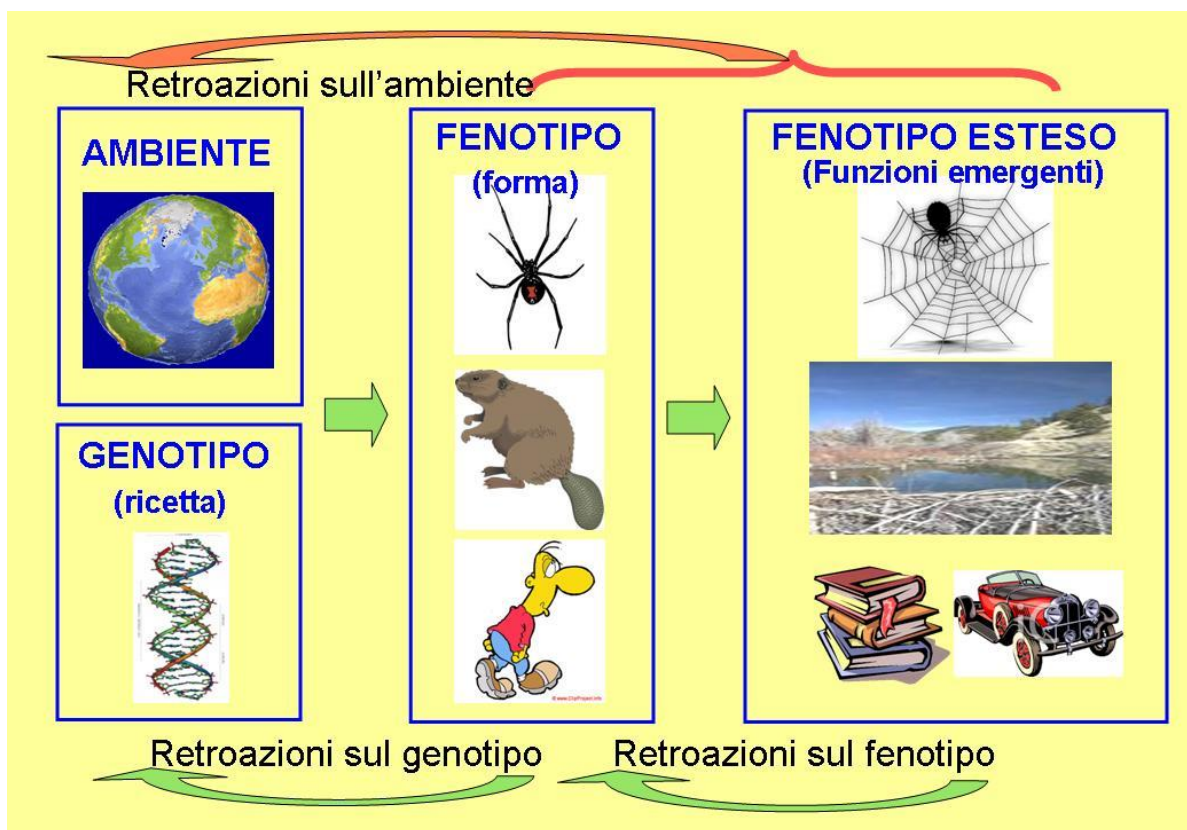 Retroazioni sull'ambiente
AMBIENTE
GENOTIPO
(ricetta)
FENOTIPO
(forma)
FENOTIPO ESTESO
(Funzioni emergenti)
Retroazioni sul genotipo
Retroazioni sul fenotipo